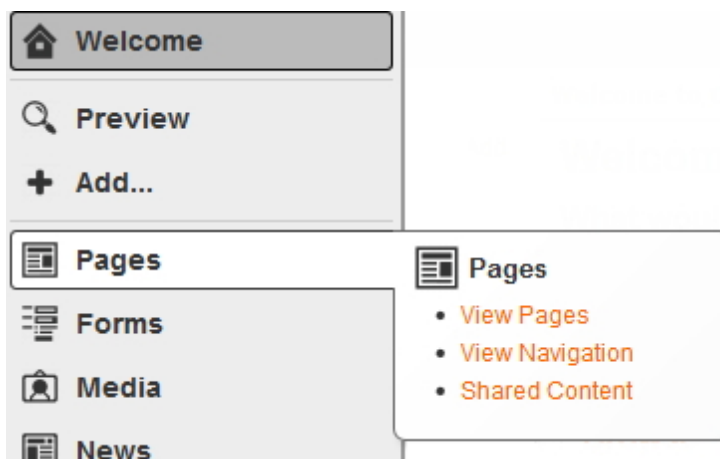 Welcome
Preview
Add...
Pages
Forms
Media
News
Pages
View Pages
View Navigation
Shared Content